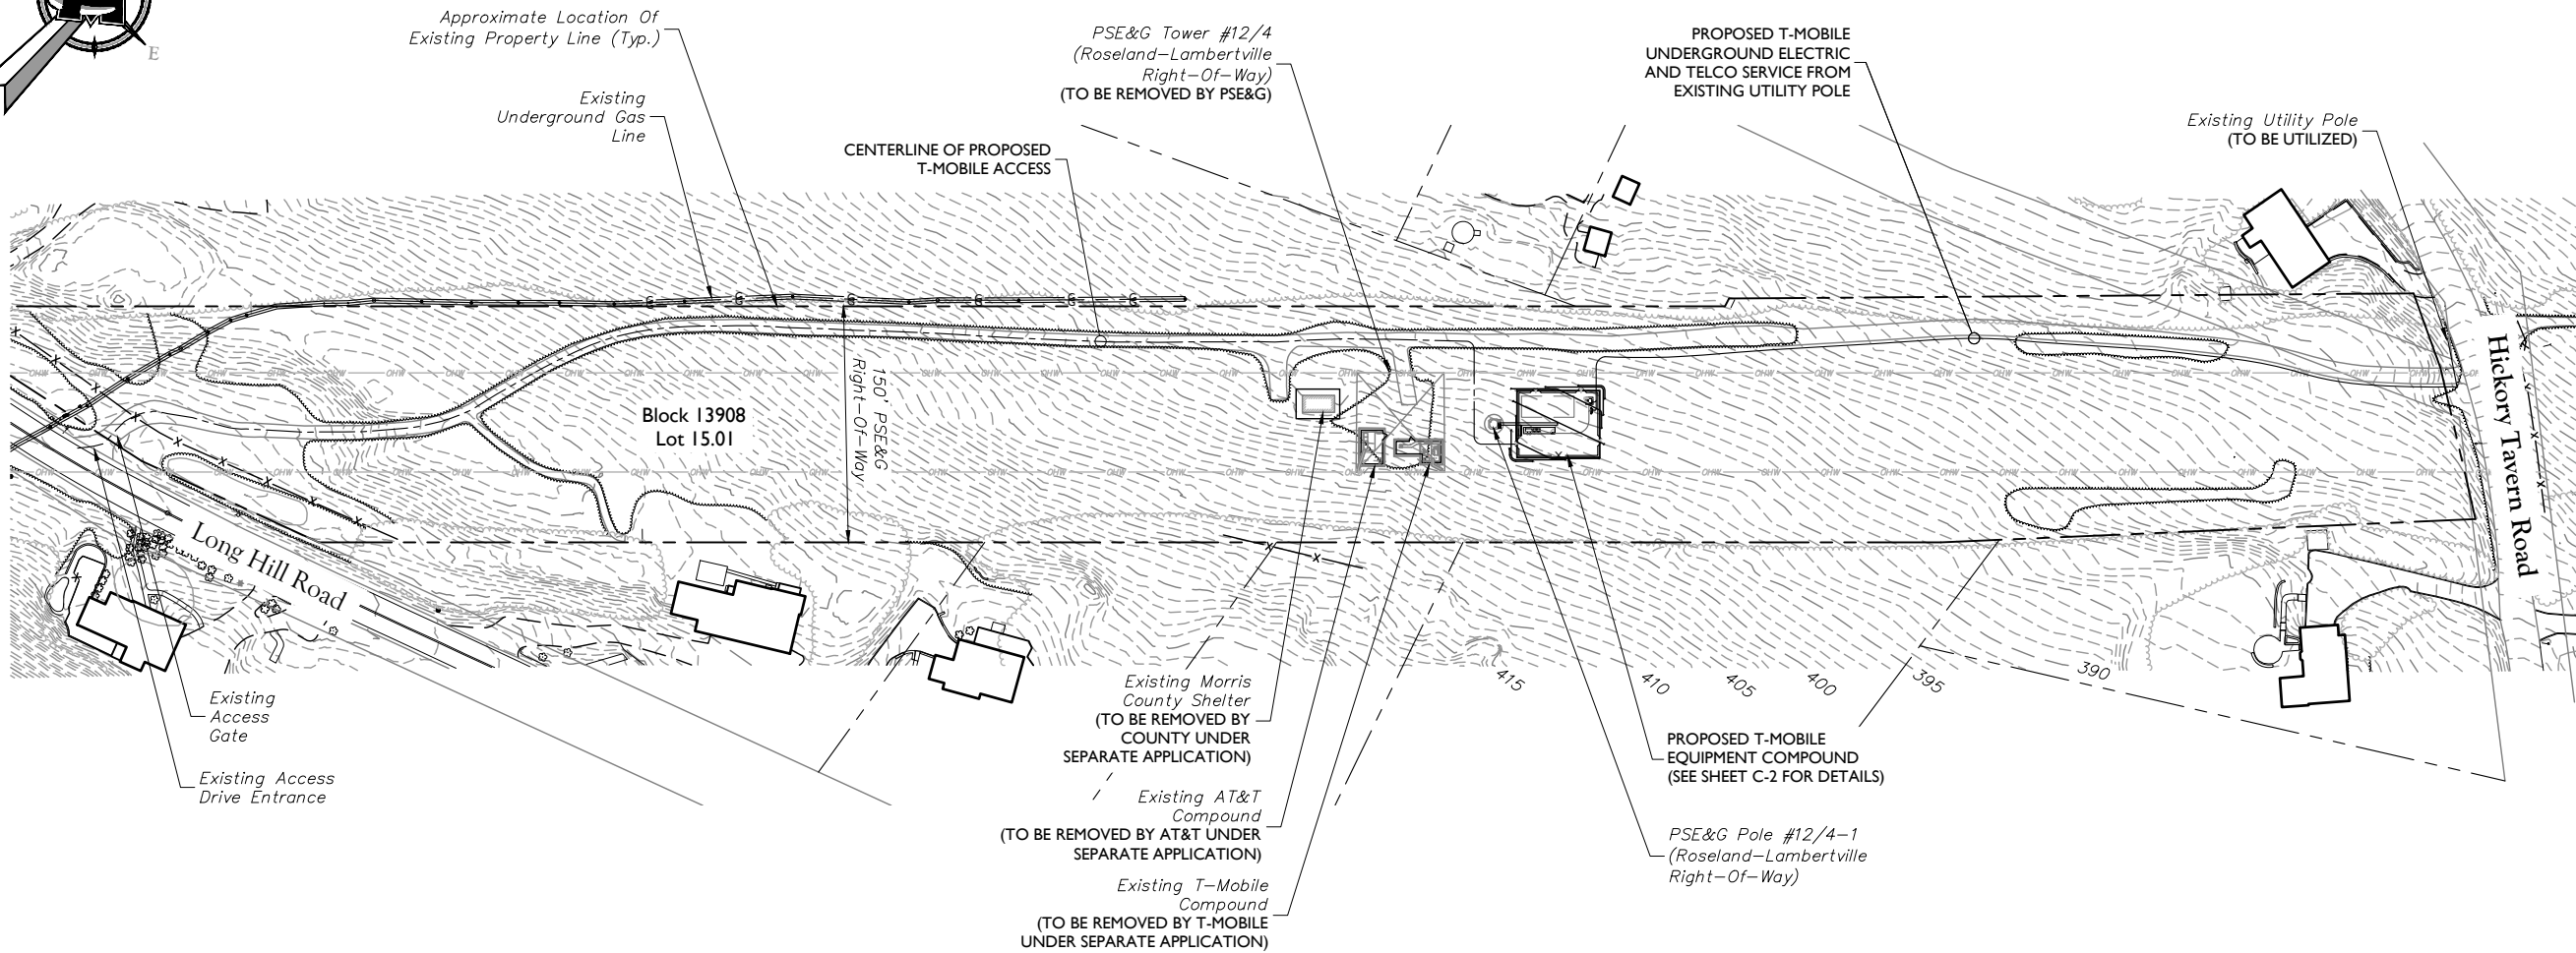 E
Approximate Location Of
Existing Property Line (Typ.)
Existing
Underground Gas
Line
CENTERLINE OF PROPOSED
T-MOBILE ACCESS
PSE&G Tower #12/4
(Roseland-Lambertville
Right-Of-Way)
(TO BE REMOVED BY PSE&G)
PROPOSED T-MOBILE
UNDERGROUND ELECTRIC
AND TELCO SERVICE FROM
EXISTING UTILITY POLE
Existing Utility Pole
(TO BE UTILIZED)
Block 13908
Lot 15.01
150' PSE&G
Right-Of-Way
Long Hill Road
Hickory Tavern Road
Existing
Access
Gate
Existing Access
Drive Entrance
Existing Morris
County Shelter
(TO BE REMOVED BY
COUNTY UNDER
SEPARATE APPLICATION)
Existing AT&T
Compound
(TO BE REMOVED BY AT&T UNDER
SEPARATE APPLICATION)
Existing T-Mobile
Compound
(TO BE REMOVED BY T-MOBILE
UNDER SEPARATE APPLICATION)
415
410
405
400
395
390
PROPOSED T-MOBILE
EQUIPMENT COMPOUND
(SEE SHEET C-2 FOR DETAILS)
PSE&G Pole #12/4-1
(Roseland-Lambertville
Right-Of-Way)